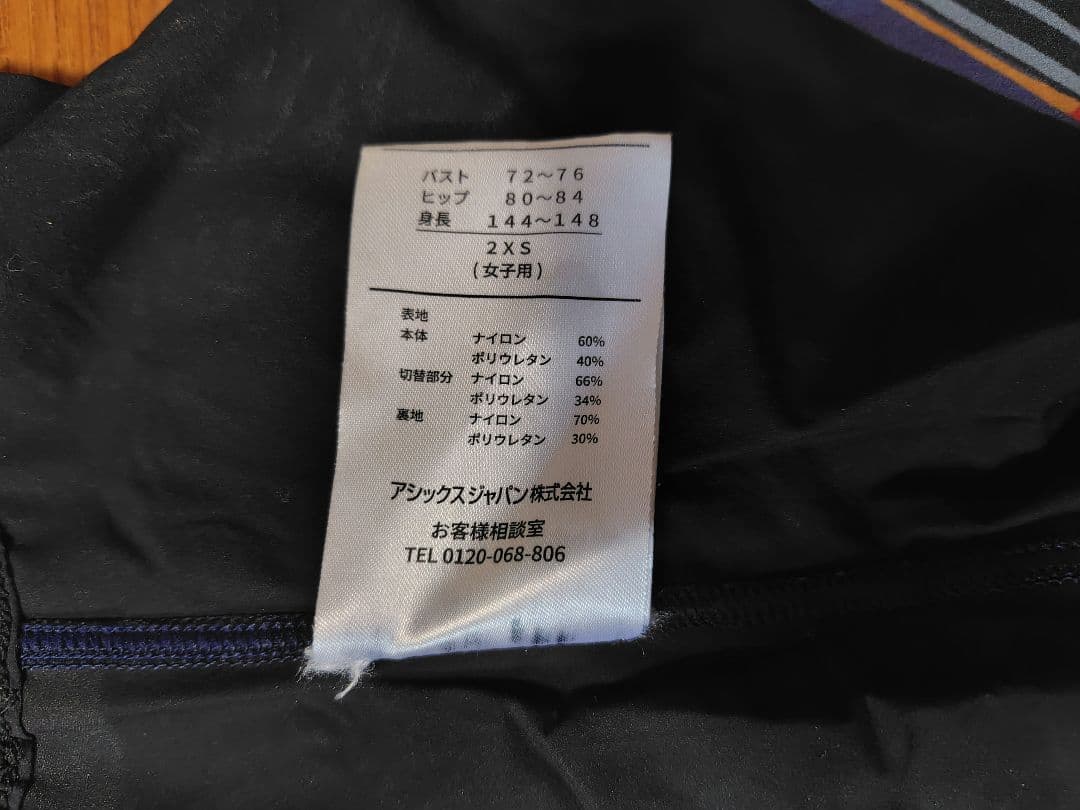 バスト 72～76
ヒップ 80～84
身長 144～148
2XS
(女子用)
表地
本体 ナイロン 60%
ポリウレタン 40%
切替部分 ナイロン 66%
ポリウレタン 34%
裏地 ナイロン 70%
ポリウレタン 30%
アシックスジャパン株式会社
お客様相談室
TEL 0120-068-806